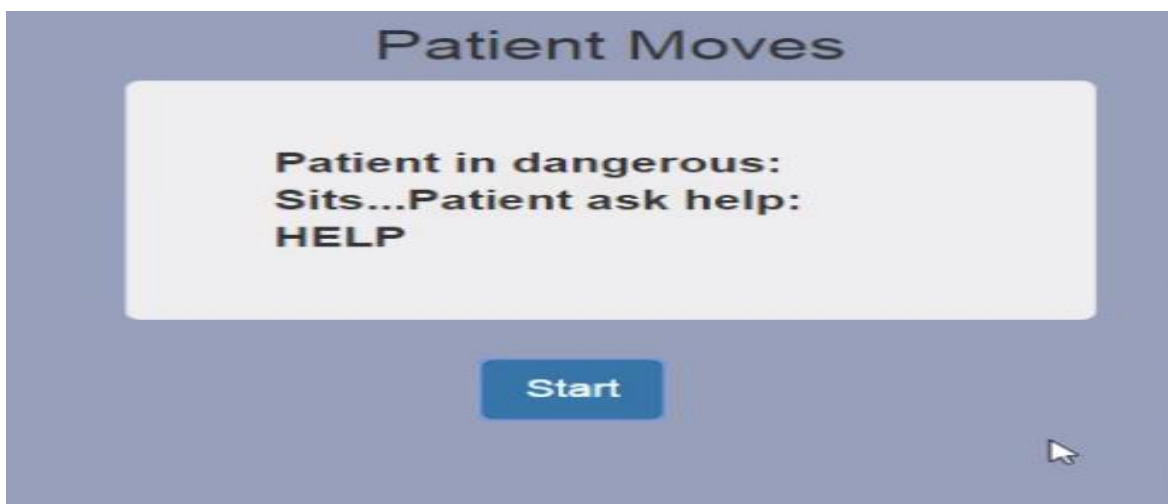 Patient Moves
Patient in dangerous:
Sits...Patient ask help:
HELP
Start